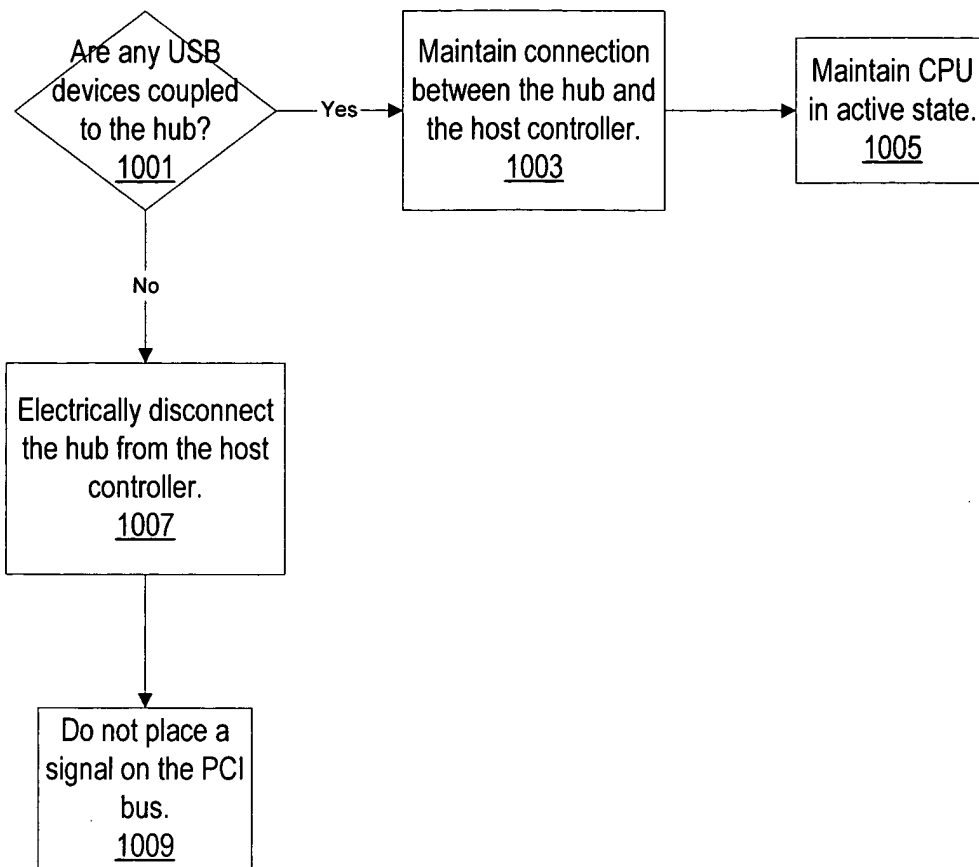 Are any USB
devices coupled
to the hub?
1001
Yes
Maintain connection
between the hub and
the host controller.
1003
Maintain CPU
in active state.
1005
No
Electrically disconnect
the hub from the host
controller.
1007
Do not place a
signal on the PCI
bus.
1009